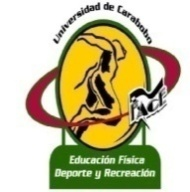 Universidad de Carabobo
FACE
Educación Física
Deporte y Recreación